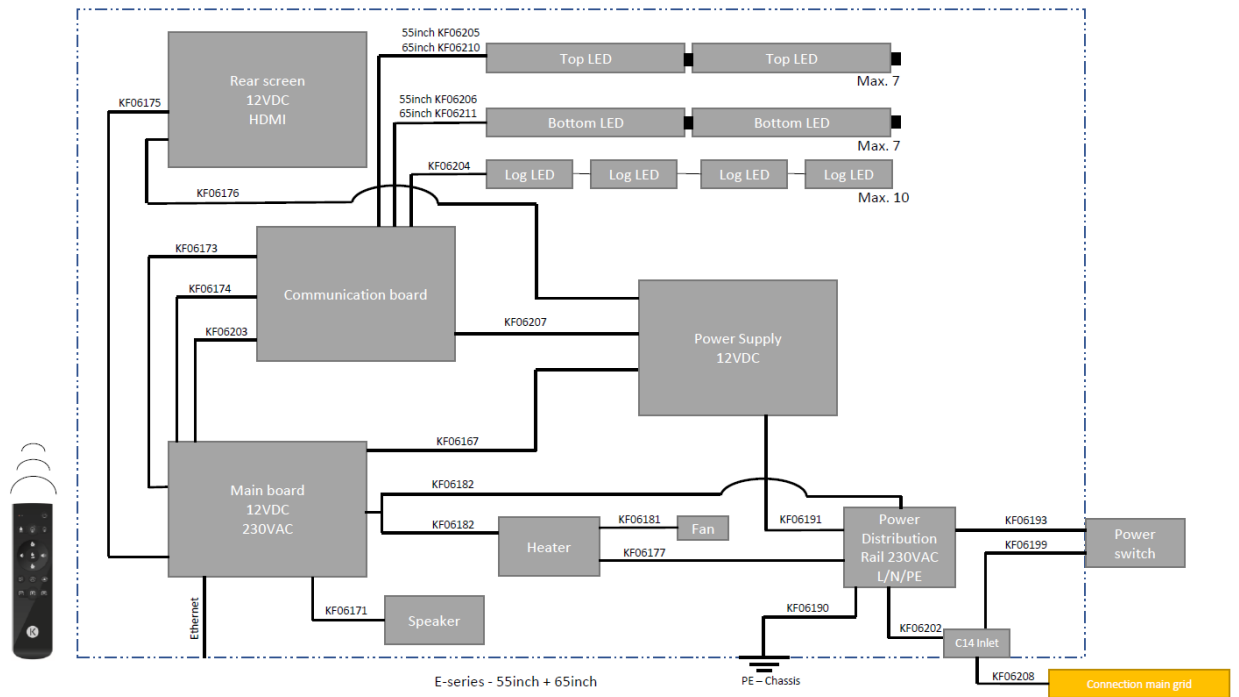 55inch KF06205
65inch KF06210
Top LED
Top LED
Max. 7
Rear screen
12VDC
HDMI
KF06175
55inch KF06206
65inch KF06211
Bottom LED
Bottom LED
Max. 7
KF06204
Log LED
Log LED
Log LED
Log LED
Max. 10
KF06176
KF06173
KF06174
KF06203
Communication board
KF06207
Power Supply
12VDC
KF06167
Main board
12VDC
230VAC
KF06182
KF06182
KF06181
Fan
Heater
KF06177
KF06191
Power
Distribution
Rail 230VAC
L/N/PE
KF06193
KF06199
Power
switch
Ethernet
KF06171
Speaker
KF06190
KF06202
C14 Inlet
PE – Chassis
KF06208
Connection main grid
E-series - 55inch + 65inch
K